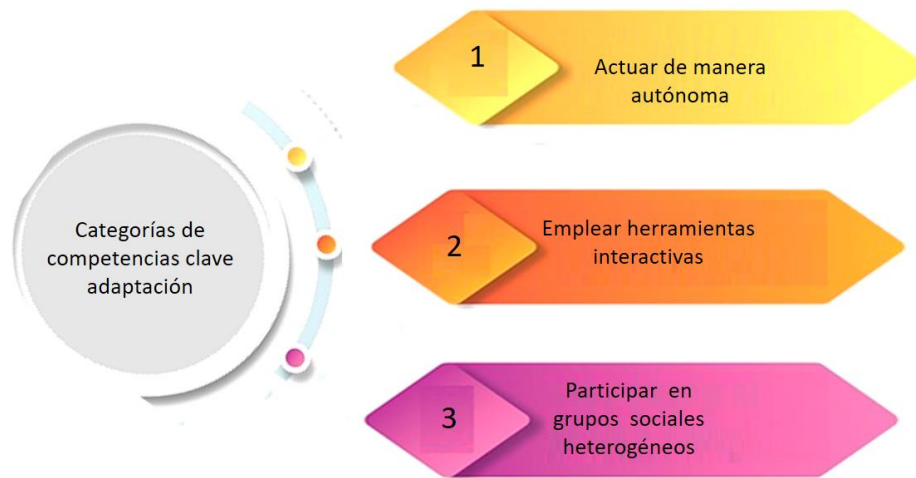 Categorías de
competencias clave
adaptación
1
Actuar de manera
autónoma
2
Emplear herramientas
interactivas
3
Participar en
grupos sociales
heterogéneos